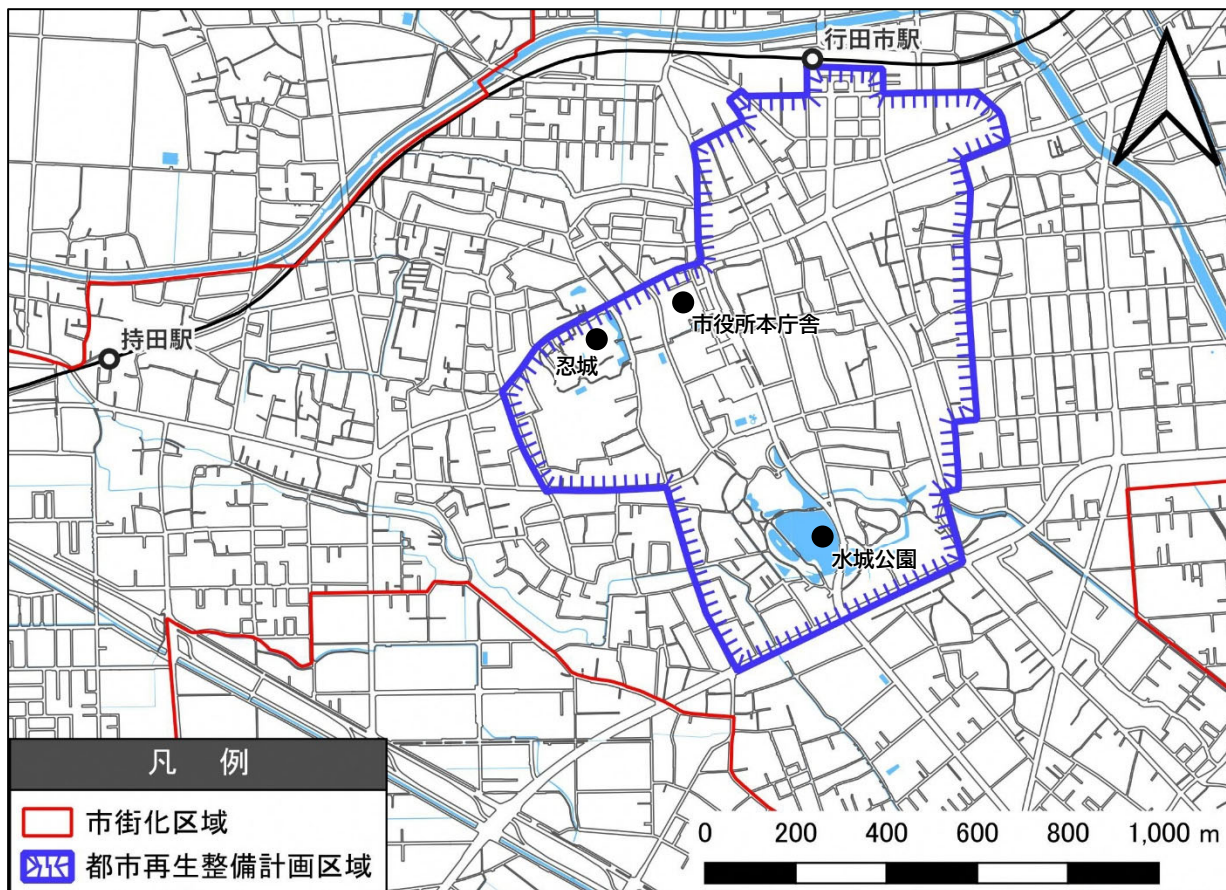 行田市駅
市役所本庁舎
持田駅
忍城
水城公園
凡 例
市街化区域
都市再生整備計画区域
0 200 400 600 800 1,000 m